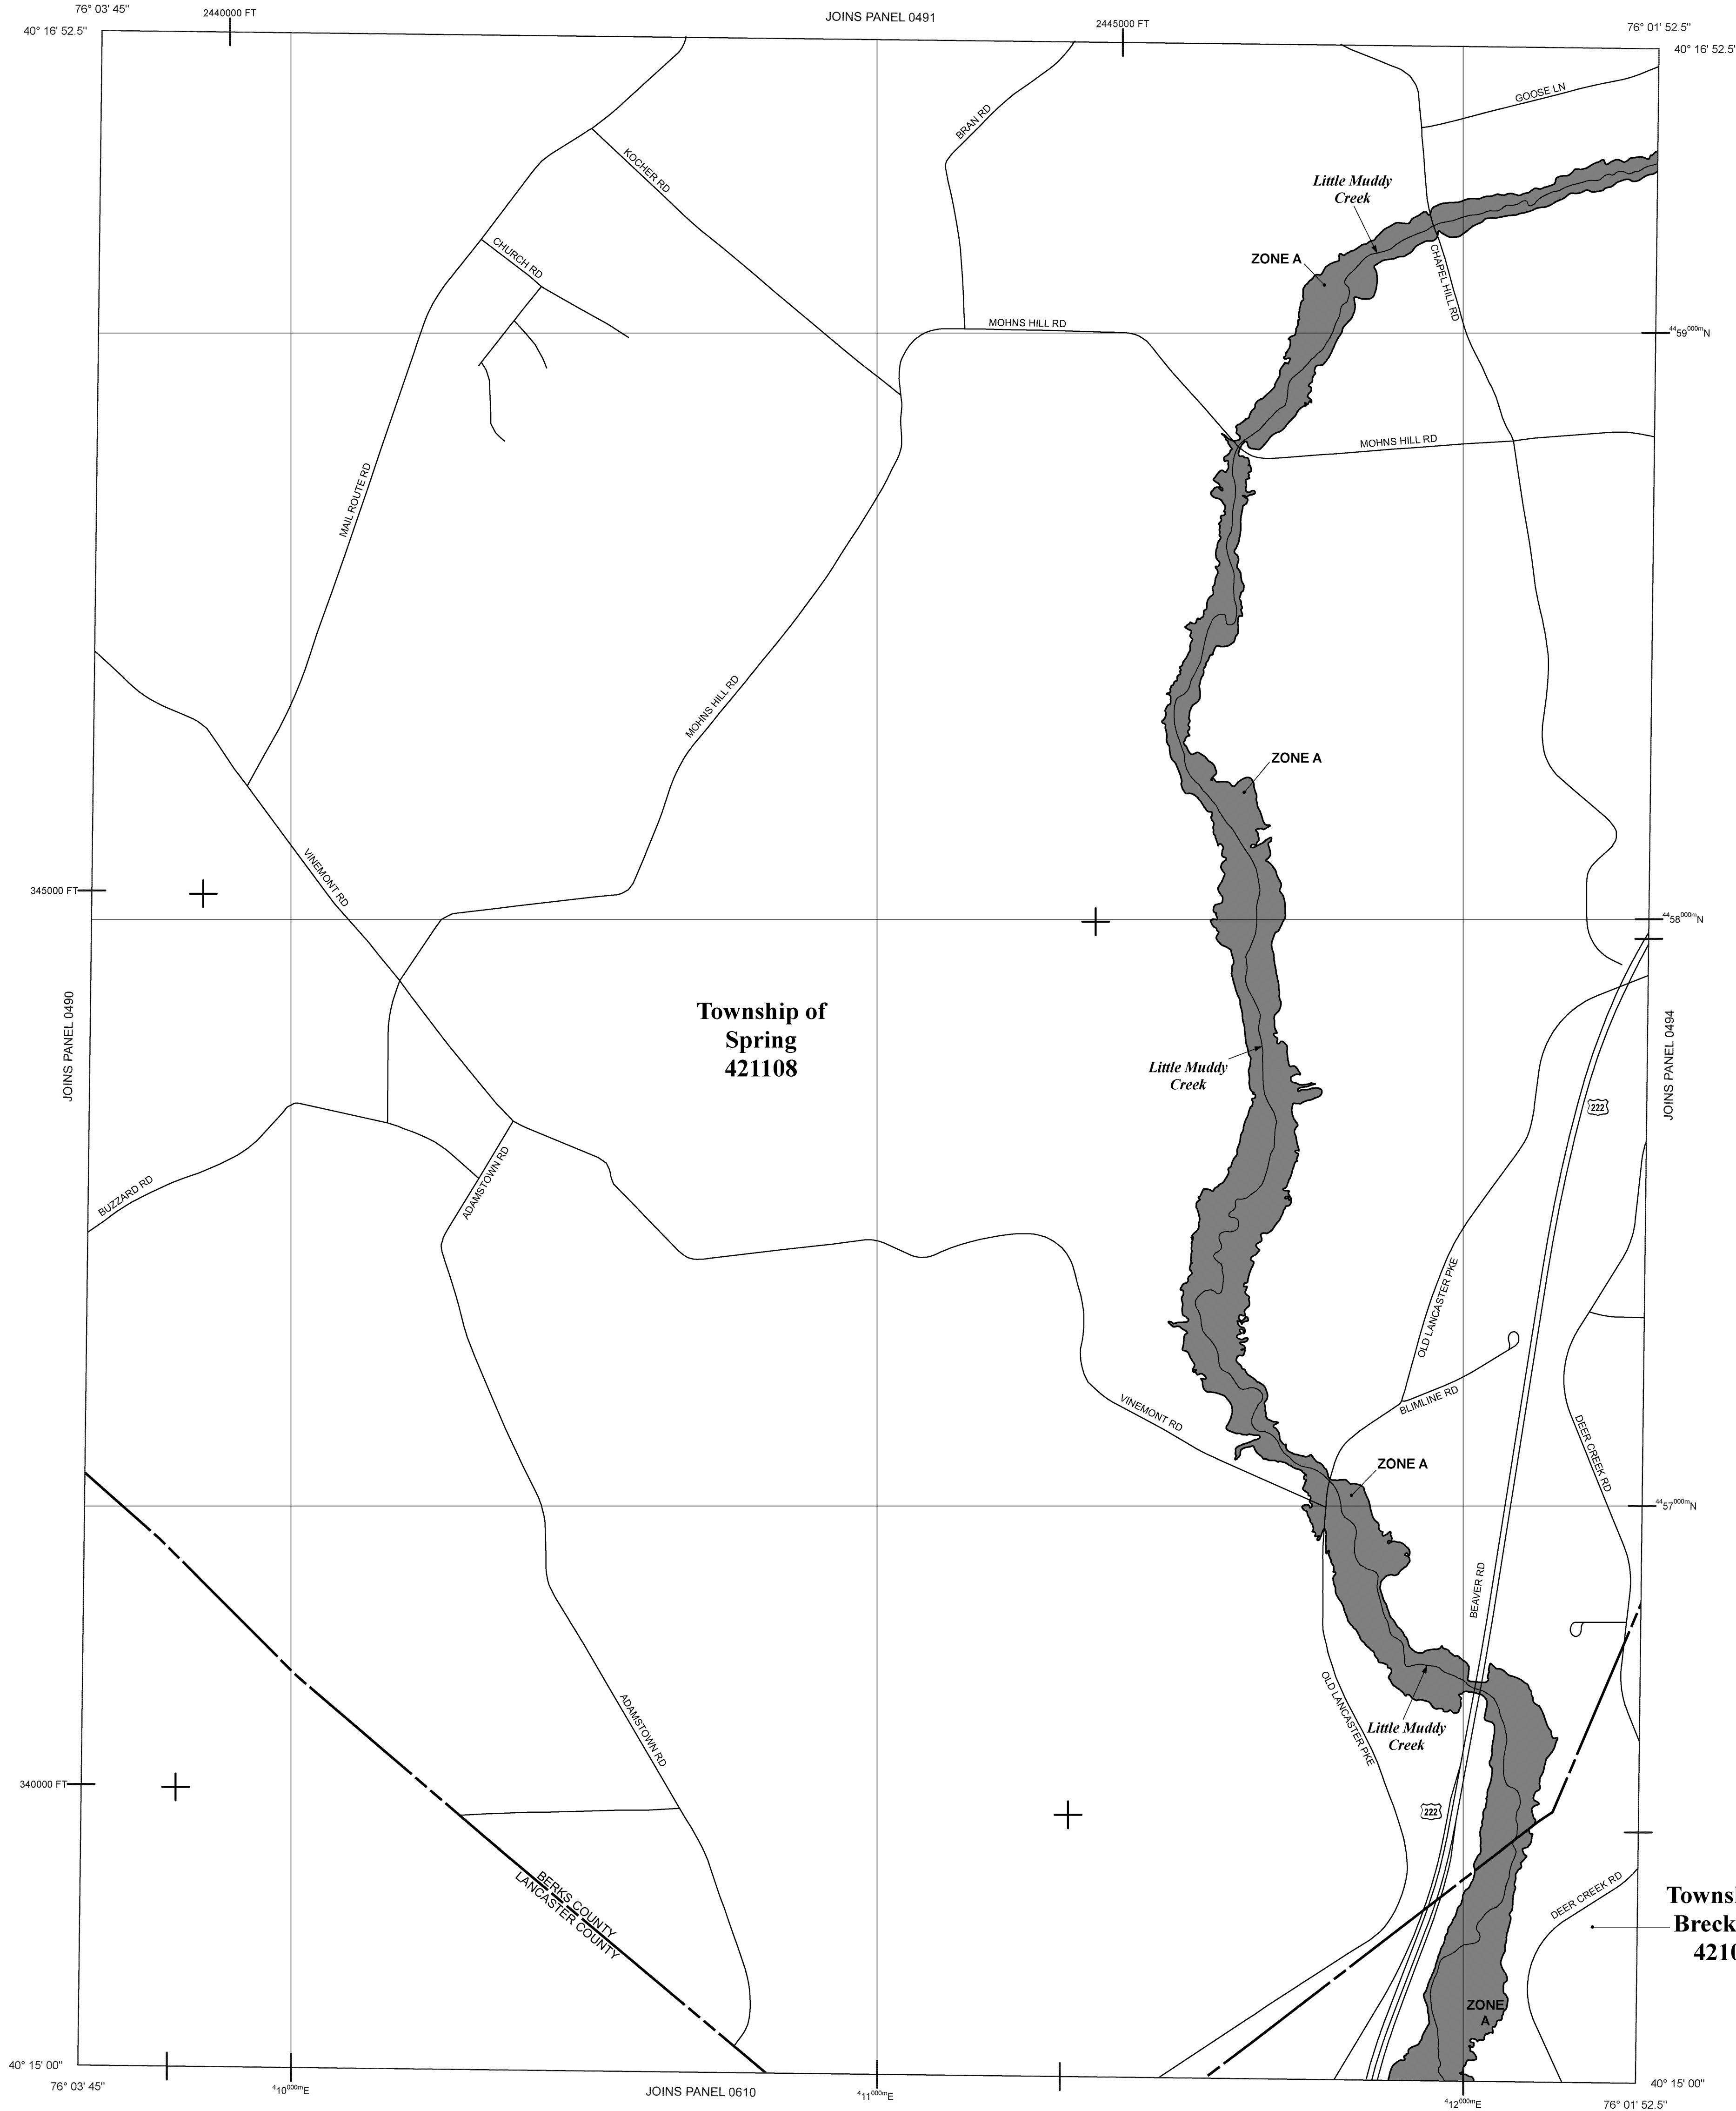 76° 03' 45"
2440000 FT
JOINS PANEL 0491
2445000 FT
76° 01' 52.5"
40° 16' 52.5"
40° 16' 52.5"
GOOSE LN
BRAN RD
KOCHER RD
Little Muddy
Creek
CHURCH RD
ZONE A
CHAPEL HILL RD
MOHNS HILL RD
4459000mN
MOHNS HILL RD
MAIL ROUTE RD
MOHNS HILL RD
ZONE A
VINEMONT RD
345000 FT
4458000mN
JOINS PANEL 0490
Township of
Spring
421108
JOINS PANEL 0494
Little Muddy
Creek
222
BUZZARD RD
ADAMSTOWN RD
OLD LANCASTER PKE
BLIMLINE RD
VINEMONT RD
DEER CREEK RD
ZONE A
4457000mN
BEAVER RD
OLD LANCASTER PKE
ADAMSTOWN RD
Little Muddy
Creek
340000 FT
222
BERKS COUNTY
LANCASTER COUNTY
DEER CREEK RD
ZONE
A
40° 15' 00"
40° 15' 00"
76° 03' 45"
410000mE
JOINS PANEL 0610
411000mE
412000mE
76° 01' 52.5"